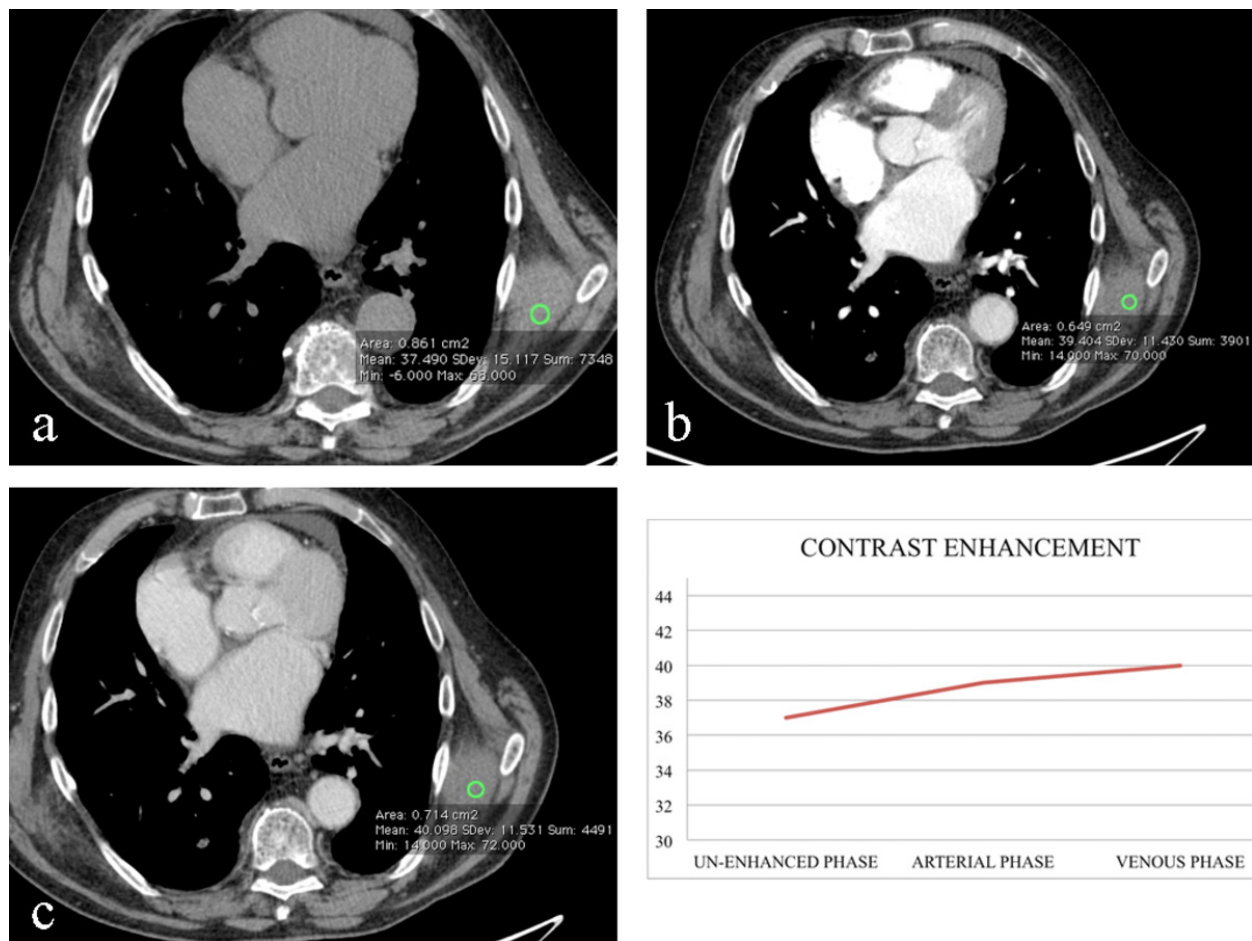 Area: 0.861 cm2
Mean: 37.490 SDev: 15.117 Sum: 7348
Min: -6.000 Max: 68.000
a
Area: 0.649 cm2
Mean: 39.404 SDev: 11.430 Sum: 3901
Min: 14.000 Max: 70.000
b
Area: 0.714 cm2
Mean: 40.098 SDev: 11.531 Sum: 4491
Min: 14.000 Max: 72.000
c
CONTRAST ENHANCEMENT
44
42
40
38
36
34
32
30
UN-ENHANCED PHASE ARTERIAL PHASE VENOUS PHASE